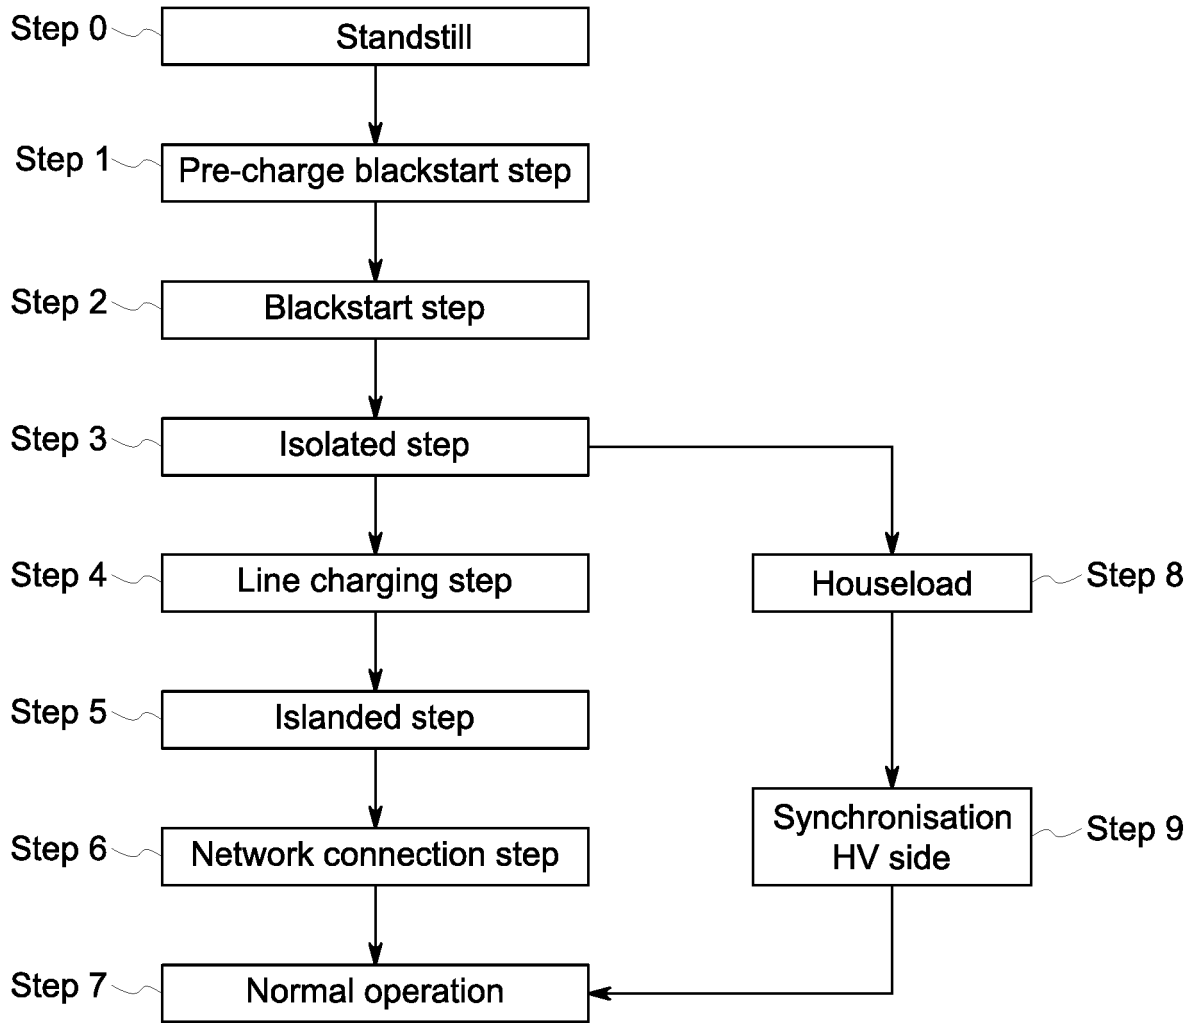 Step 0
Standstill
Step 1
Pre-charge blackstart step
Step 2
Blackstart step
Step 3
Isolated step
Step 4
Line charging step
Houseload
Step 8
Step 5
Islanded step
Step 6
Network connection step
Synchronisation
HV side
Step 9
Step 7
Normal operation